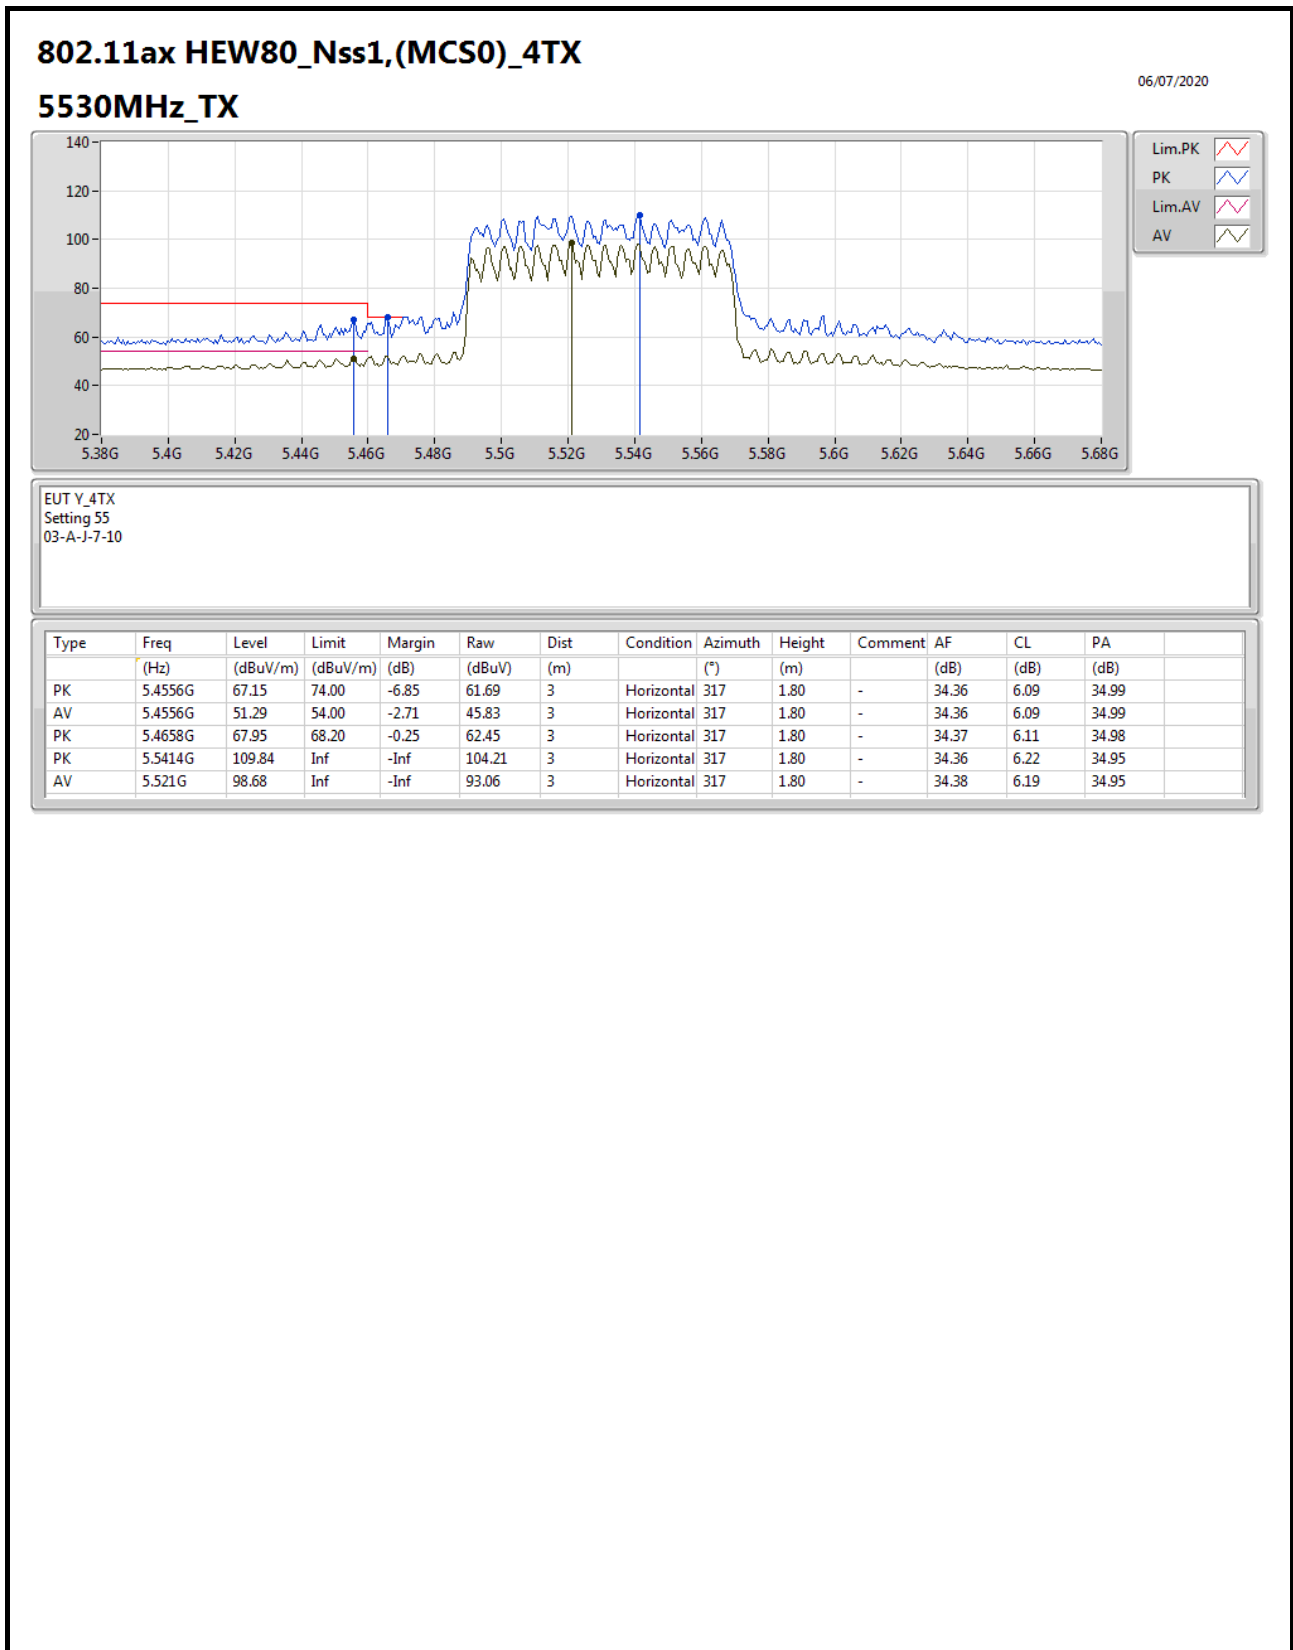 802.11ax HEW80_Nss1,(MCS0)_4TX
06/07/2020
5530MHz_TX
140
120
100
80
60
40
20
5.38G 5.4G 5.42G 5.44G 5.46G 5.48G 5.5G 5.52G 5.54G 5.56G 5.58G 5.6G 5.62G 5.64G 5.66G 5.68G
Lim.PK
PK
Lim.AV
AV
EUT Y_4TX
Setting 55
03-A-J-7-10
Type Freq Level Limit Margin Raw Dist Condition Azimuth Height Comment AF CL PA
(Hz) (dBuV/m) (dBuV/m) (dB) (dBuV) (m) (°) (m) (dB) (dB) (dB)
PK 5.4556G 67.15 74.00 -6.85 61.69 3 Horizontal 317 1.80 - 34.36 6.09 34.99
AV 5.4556G 51.29 54.00 -2.71 45.83 3 Horizontal 317 1.80 - 34.36 6.09 34.99
PK 5.4658G 67.95 68.20 -0.25 62.45 3 Horizontal 317 1.80 - 34.37 6.11 34.98
PK 5.5414G 109.84 Inf -Inf 104.21 3 Horizontal 317 1.80 - 34.36 6.22 34.95
AV 5.521G 98.68 Inf -Inf 93.06 3 Horizontal 317 1.80 - 34.38 6.19 34.95